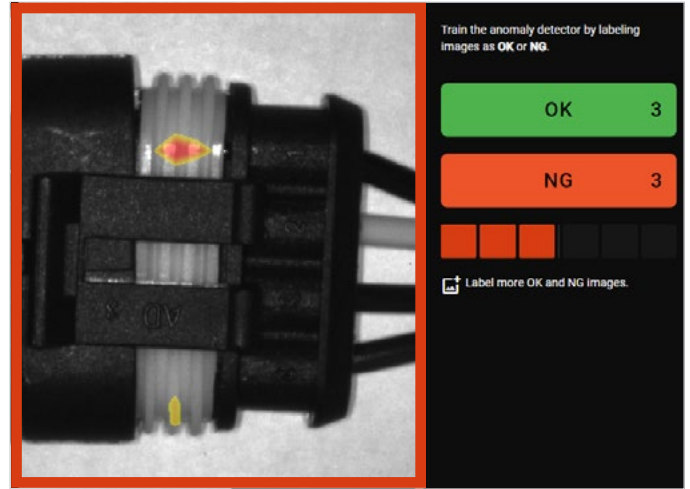 Train the anomaly detector by labeling
images as OK or NG.
OK 3
NG 3
Label more OK and NG images.